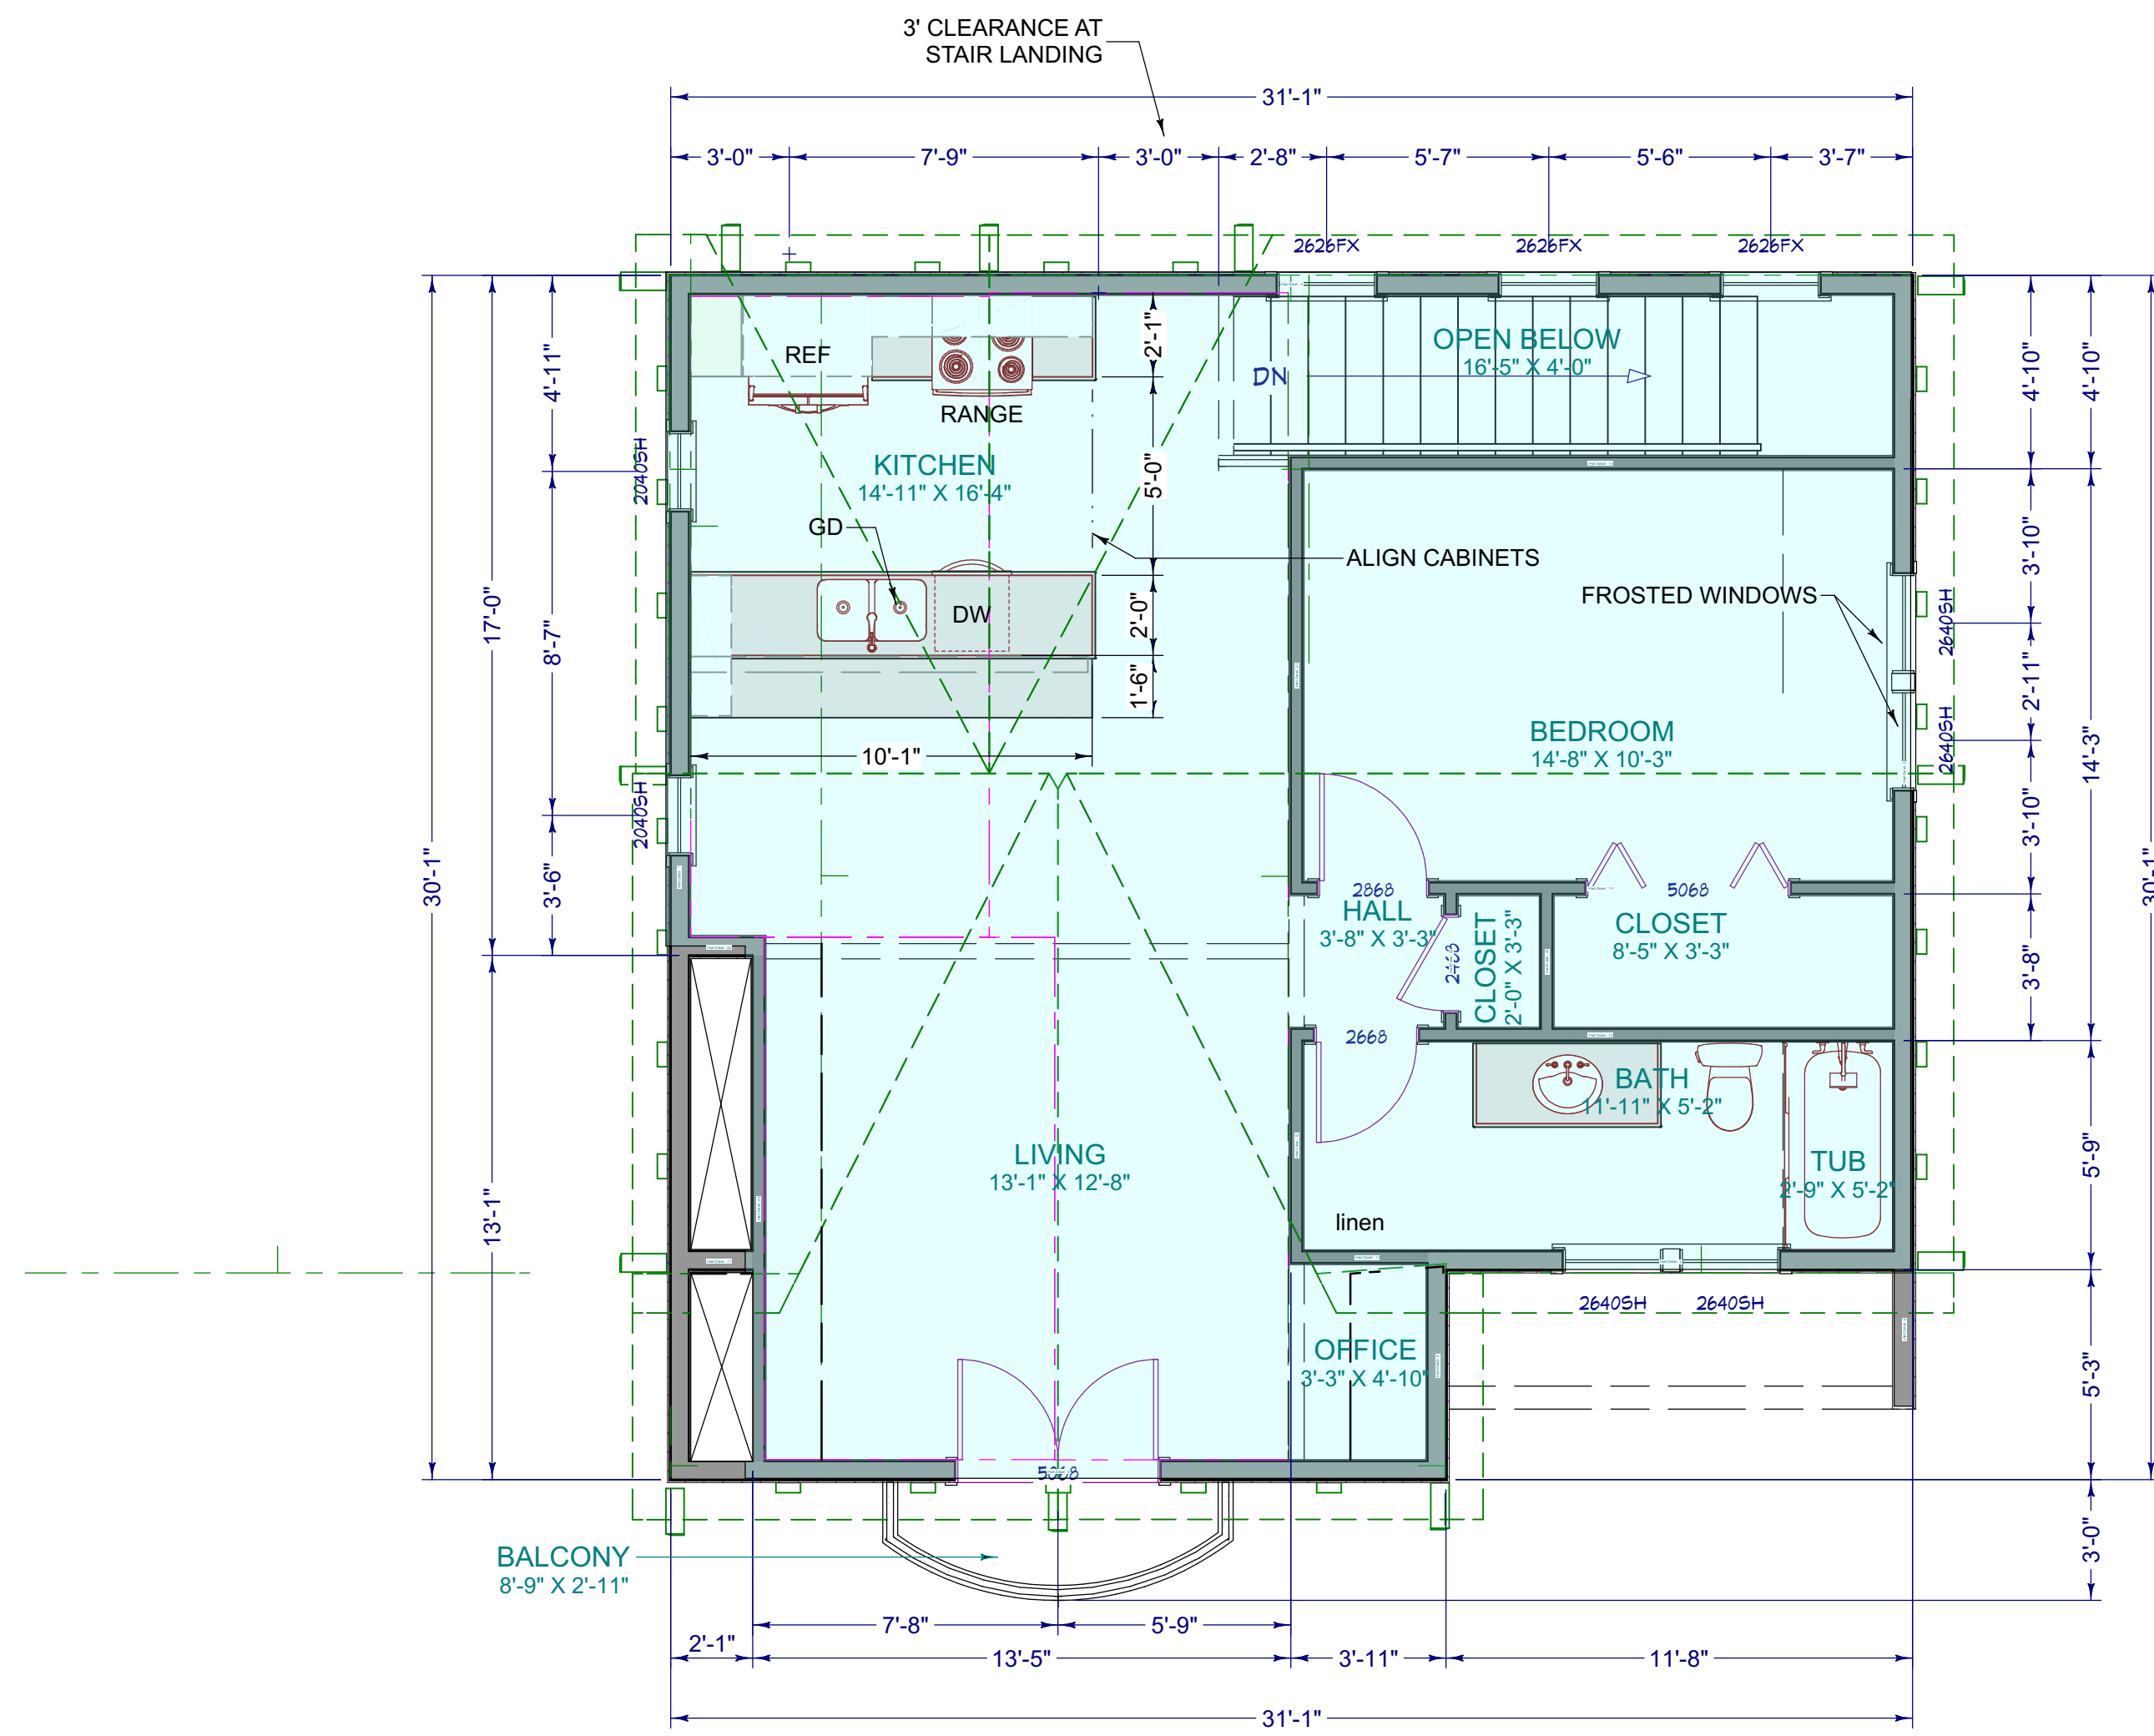 3' CLEARANCE AT
STAIR LANDING
31'-1"
3'-0" 7'-9" 3'-0" 2'-8" 5'-7" 5'-6" 3'-7"
2626FX 2626FX 2626FX
REF
RANGE
KITCHEN
14'-11" X 16'-4"
GD
DW
10'-1"
2'-1"
5'-0"
2'-0"
1'-6"
DN
OPEN BELOW
16'-5" X 4'-0"
ALIGN CABINETS
FROSTED WINDOWS
BEDROOM
14'-8" X 10'-3"
2040SH
2040SH
4'-11"
8'-7"
3'-6"
17'-0"
13'-1"
30'-1"
2640SH
2640SH
4'-10"
3'-10"
2'-11"
3'-10"
3'-8"
4'-10"
14'-3"
5'-9"
5'-3"
3'-0"
30'-1"
2868
HALL
3'-8" X 3'-3"
2468
CLOSET
2'-0" X 3'-3"
5068
CLOSET
8'-5" X 3'-3"
2668
BATH
11'-11" X 5'-2"
TUB
2'-9" X 5'-2"
linen
LIVING
13'-1" X 12'-8"
2640SH 2640SH
OFFICE
3'-3" X 4'-10"
5068
BALCONY
8'-9" X 2'-11"
7'-8" 5'-9"
2'-1" 13'-5" 3'-11" 11'-8"
31'-1"